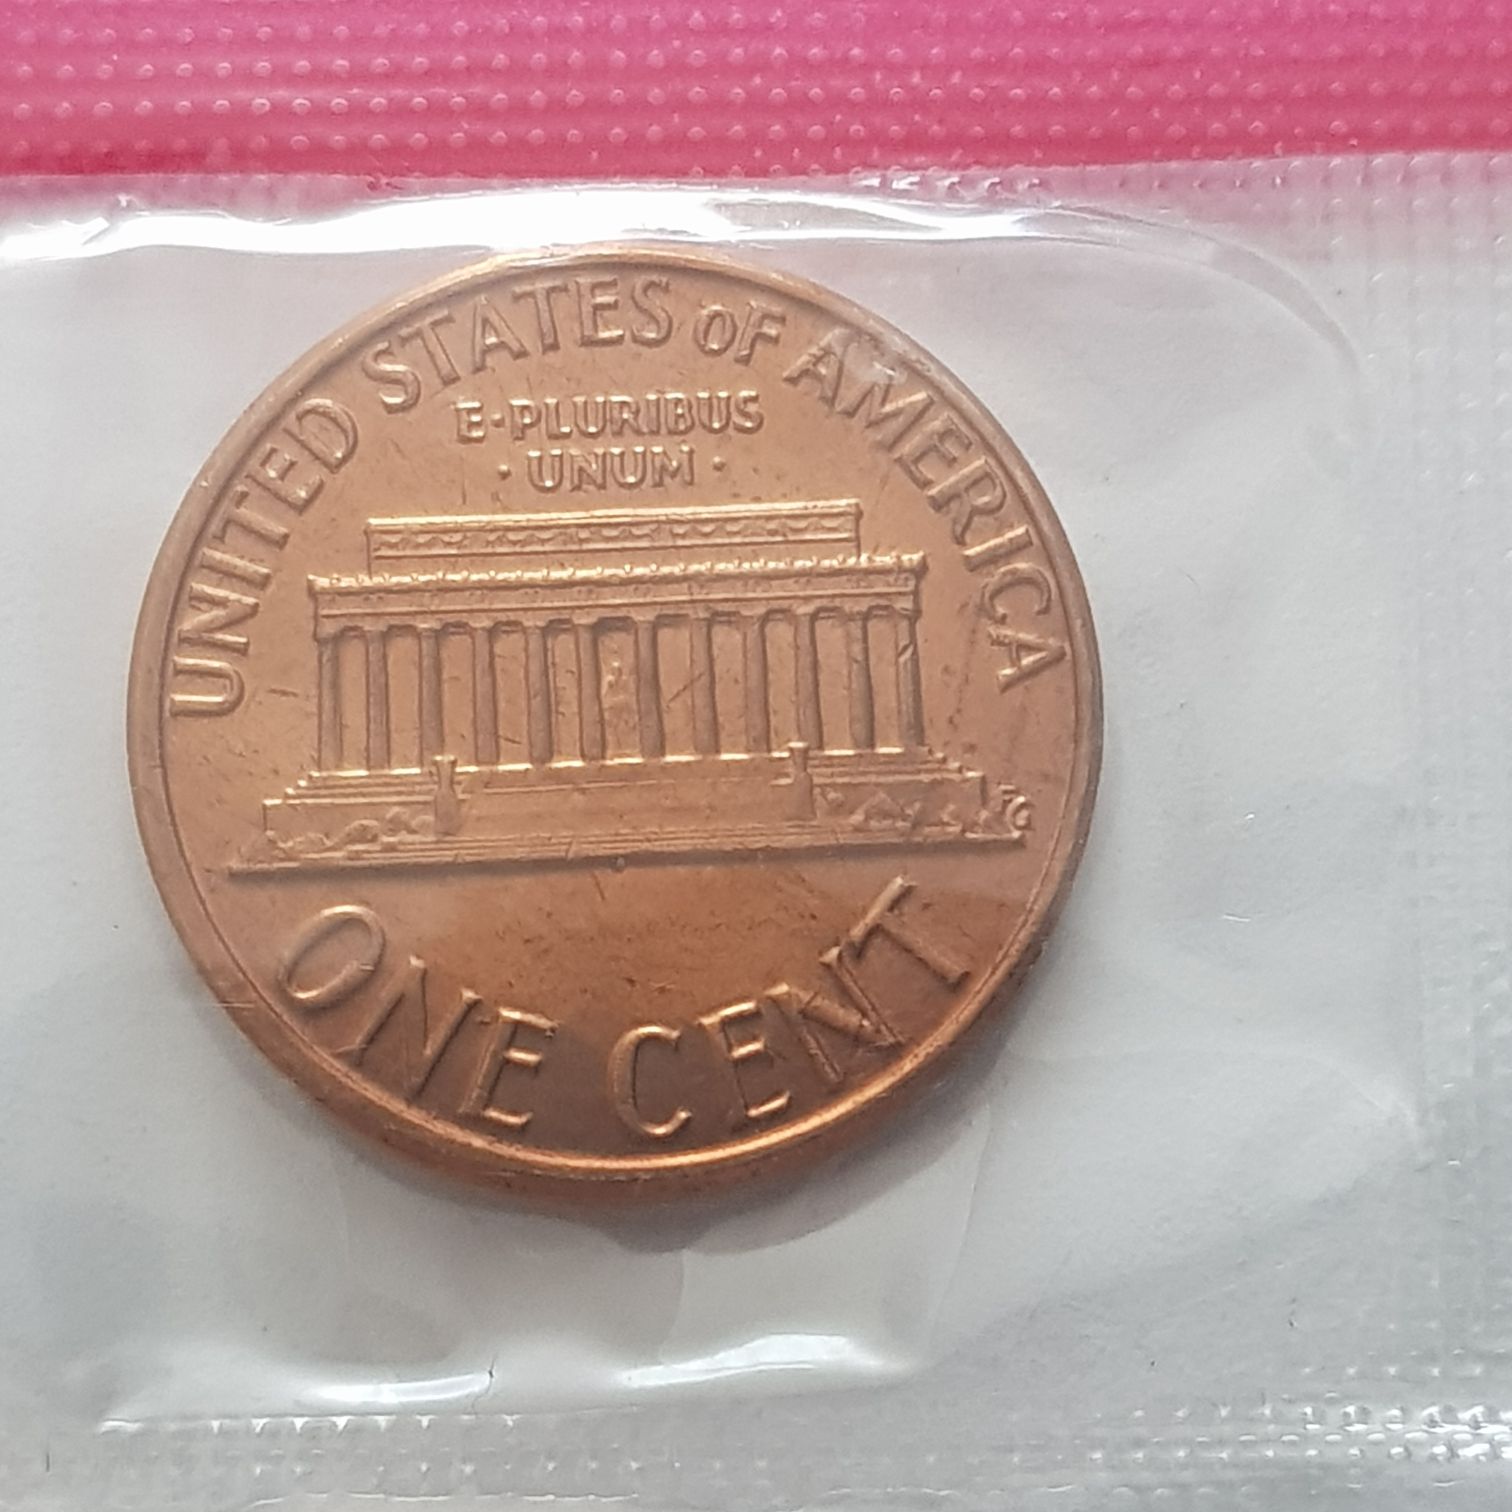 UNITED STATES OF AMERICA
E·PLURIBUS
·UNUM·
FG
ONE CENT